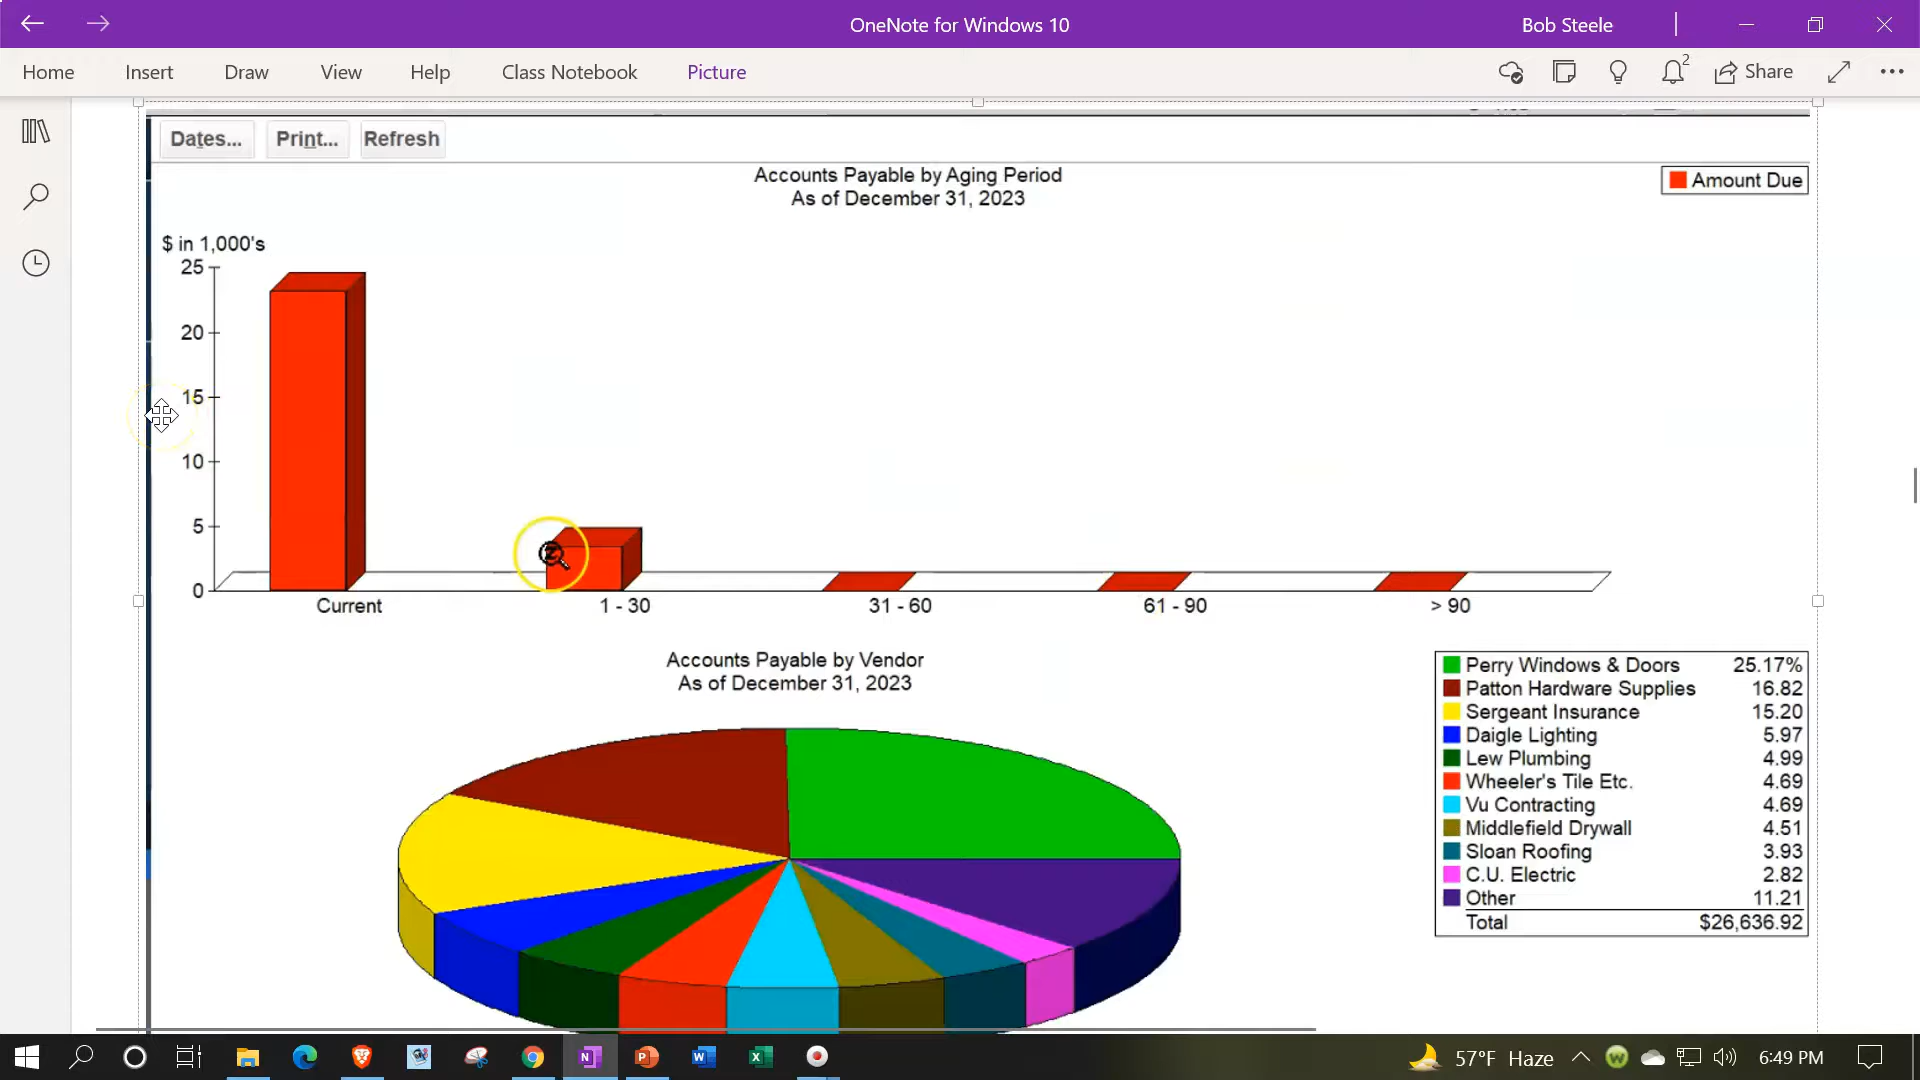 OneNote for Windows 10
Bob Steele
Home Insert Draw View Help Class Notebook Picture
2
Share
Dates... Print... Refresh
Accounts Payable by Aging Period
As of December 31, 2023
Amount Due
$ in 1,000's
25
20
15
10
5
0
Current 1 - 30 31 - 60 61 - 90 > 90
Accounts Payable by Vendor
As of December 31, 2023
Perry Windows & Doors 25.17%
Patton Hardware Supplies 16.82
Sergeant Insurance 15.20
Daigle Lighting 5.97
Lew Plumbing 4.99
Wheeler's Tile Etc. 4.69
Vu Contracting 4.69
Middlefield Drywall 4.51
Sloan Roofing 3.93
C.U. Electric 2.82
Other 11.21
Total $26,636.92
57°F Haze 6:49 PM